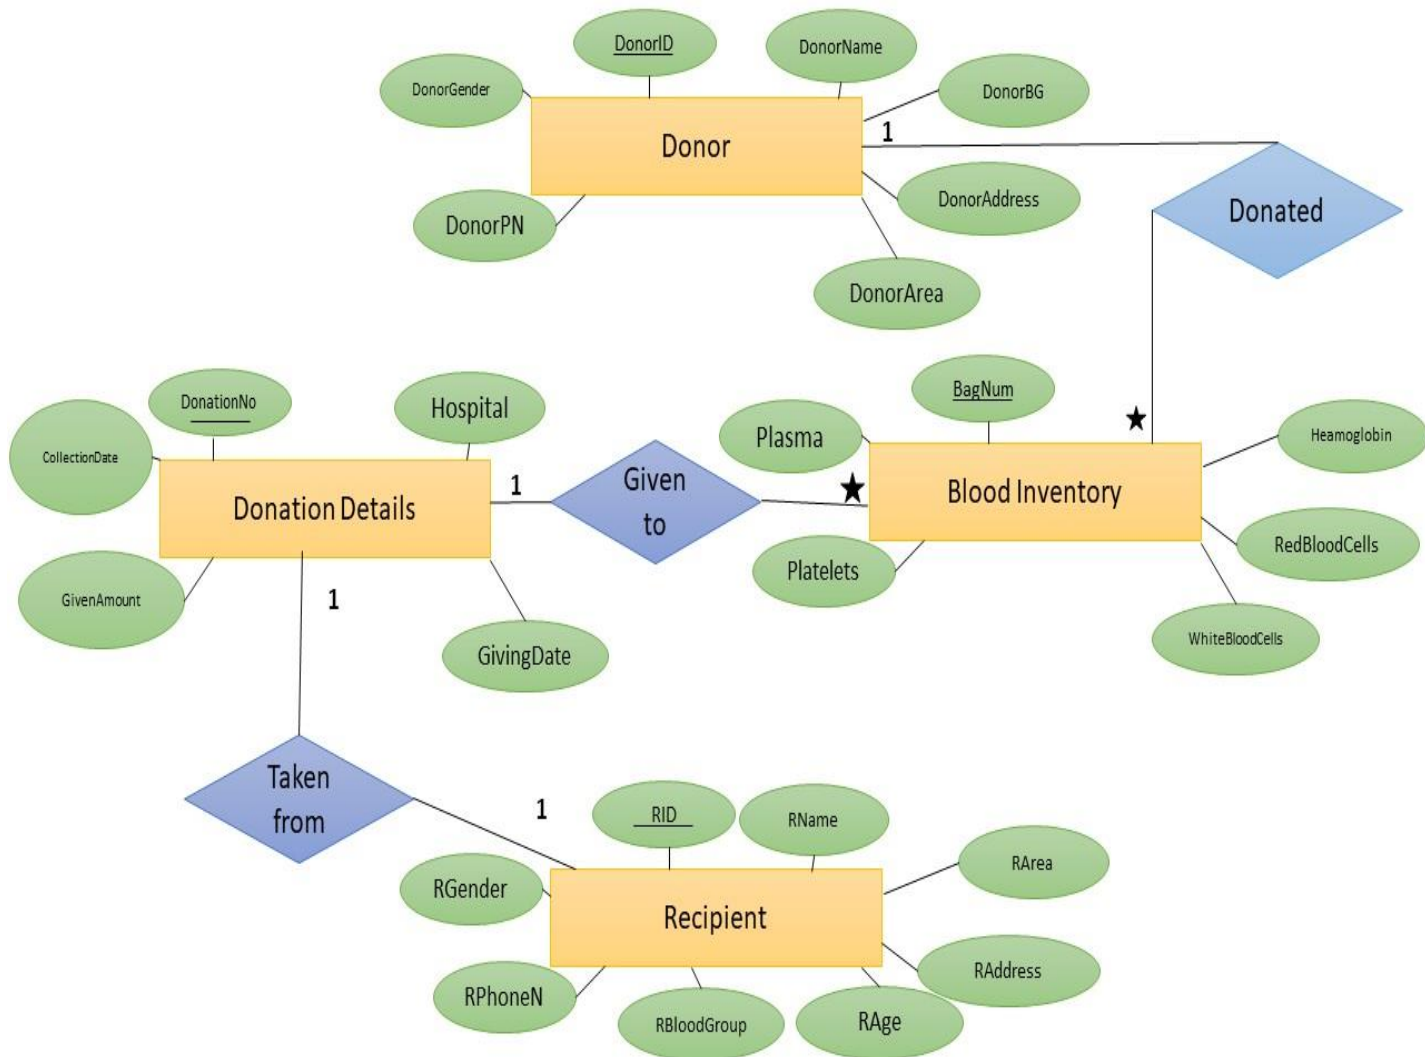 DonorID
DonorName
DonorGender
DonorBG
Donor
1
DonorAddress
Donated
DonorPN
DonorArea
DonationNo
Hospital
BagNum
Plasma
Heamoglobin
CollectionDate
Donation Details
1
Given
to
Blood Inventory
RedBloodCells
Platelets
GivenAmount
1
GivingDate
WhiteBloodCells
Taken
from
1
RID
RName
RArea
RGender
Recipient
RAddress
RPhoneN
RBloodGroup
RAge